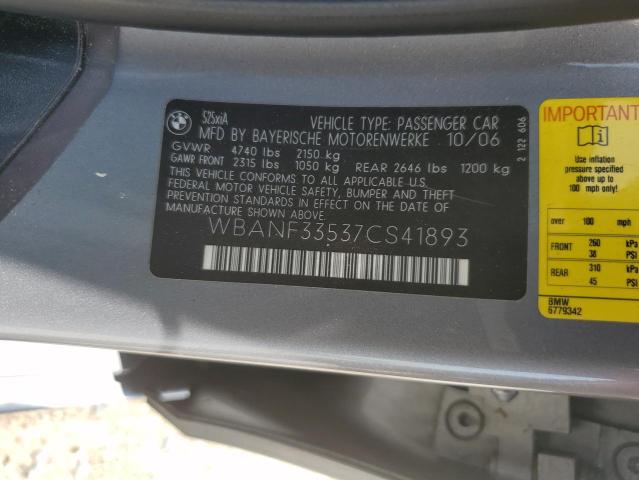 BMW
525xiA
VEHICLE TYPE: PASSENGER CAR
MFD BY BAYERISCHE MOTORENWERKE 10/06
GVWR 4740 lbs 2150 kg
GAWR FRONT 2315 lbs 1050 kg REAR 2646 lbs 1200 kg
THIS VEHICLE CONFORMS TO ALL APPLICABLE U.S.
FEDERAL MOTOR VEHICLE SAFETY, BUMPER AND THEFT
PREVENTION STANDARDS IN EFFECT ON THE DATE OF
MANUFACTURE SHOWN ABOVE.
WBANF33537CS41893
2 122 606
IMPORTANT
Use inflation
pressure
specified above
up to
100 mph only!
over 100 mph
FRONT 260 kPa
38 PSI
REAR 310 kPa
45 PSI
BMW
6779342